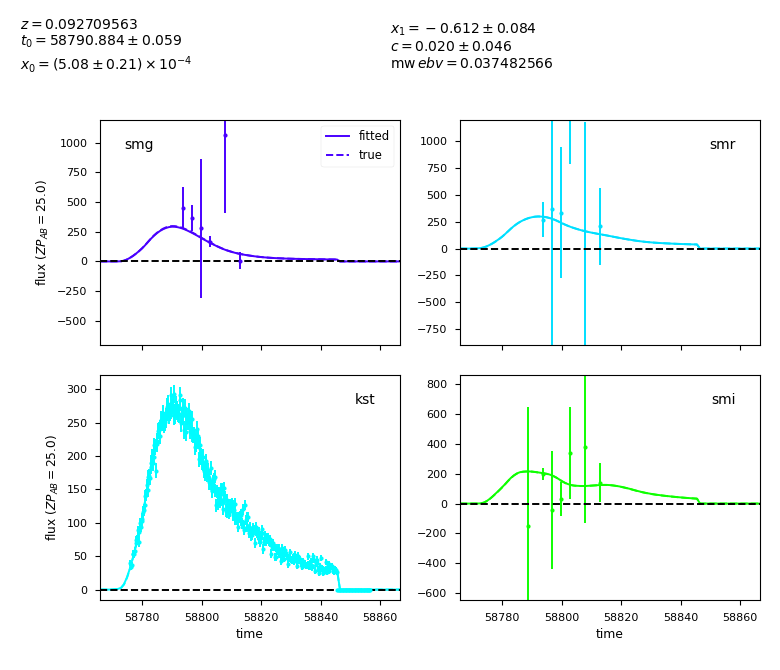 z = 0.092709563
t₀ = 58790.884 ± 0.059
x₀ = (5.08 ± 0.21) × 10⁻⁴
x₁ = −0.612 ± 0.084
c = 0.020 ± 0.046
mw ebv = 0.037482566
smg
fitted
true
1000
750
500
250
0
−250
−500
flux (ZP_AB = 25.0)
smr
1000
750
500
250
0
−250
−500
−750
kst
300
250
200
150
100
50
0
flux (ZP_AB = 25.0)
58780 58800 58820 58840 58860
time
smi
800
600
400
200
0
−200
−400
−600
58780 58800 58820 58840 58860
time